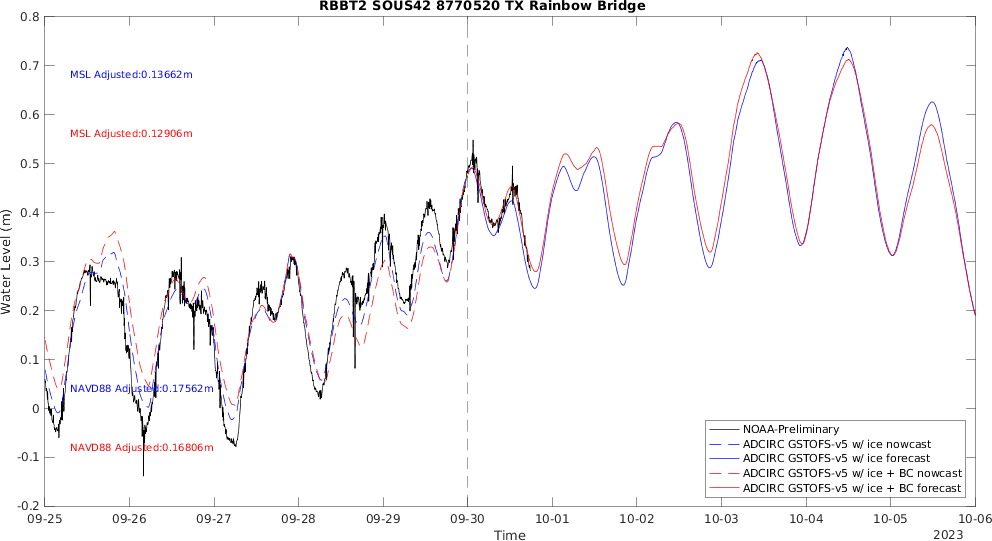 RBBT2 SOUS42 8770520 TX Rainbow Bridge
0.8
0.7
0.6
0.5
0.4
0.3
0.2
0.1
0
-0.1
-0.2
Water Level (m)
MSL Adjusted:0.13662m
MSL Adjusted:0.12906m
NAVD88 Adjusted:0.17562m
NAVD88 Adjusted:0.16806m
NOAA-Preliminary
ADCIRC GSTOFS-v5 w/ ice nowcast
ADCIRC GSTOFS-v5 w/ ice forecast
ADCIRC GSTOFS-v5 w/ ice + BC nowcast
ADCIRC GSTOFS-v5 w/ ice + BC forecast
09-25 09-26 09-27 09-28 09-29 09-30 10-01 10-02 10-03 10-04 10-05 10-06
Time
2023